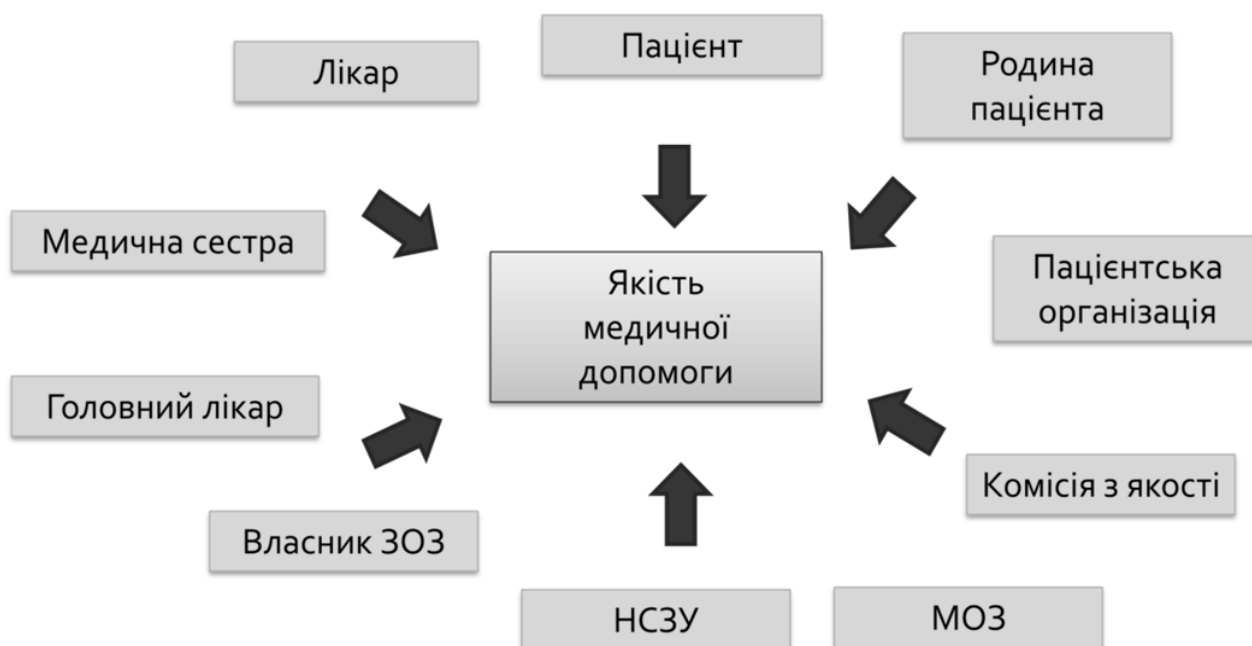 Пацієнт
Лікар
Родина
пацієнта
Медична сестра
Якість
медичної
допомоги
Пацієнтська
організація
Головний лікар
Комісія з якості
Власник ЗОЗ
НСЗУ
МОЗ